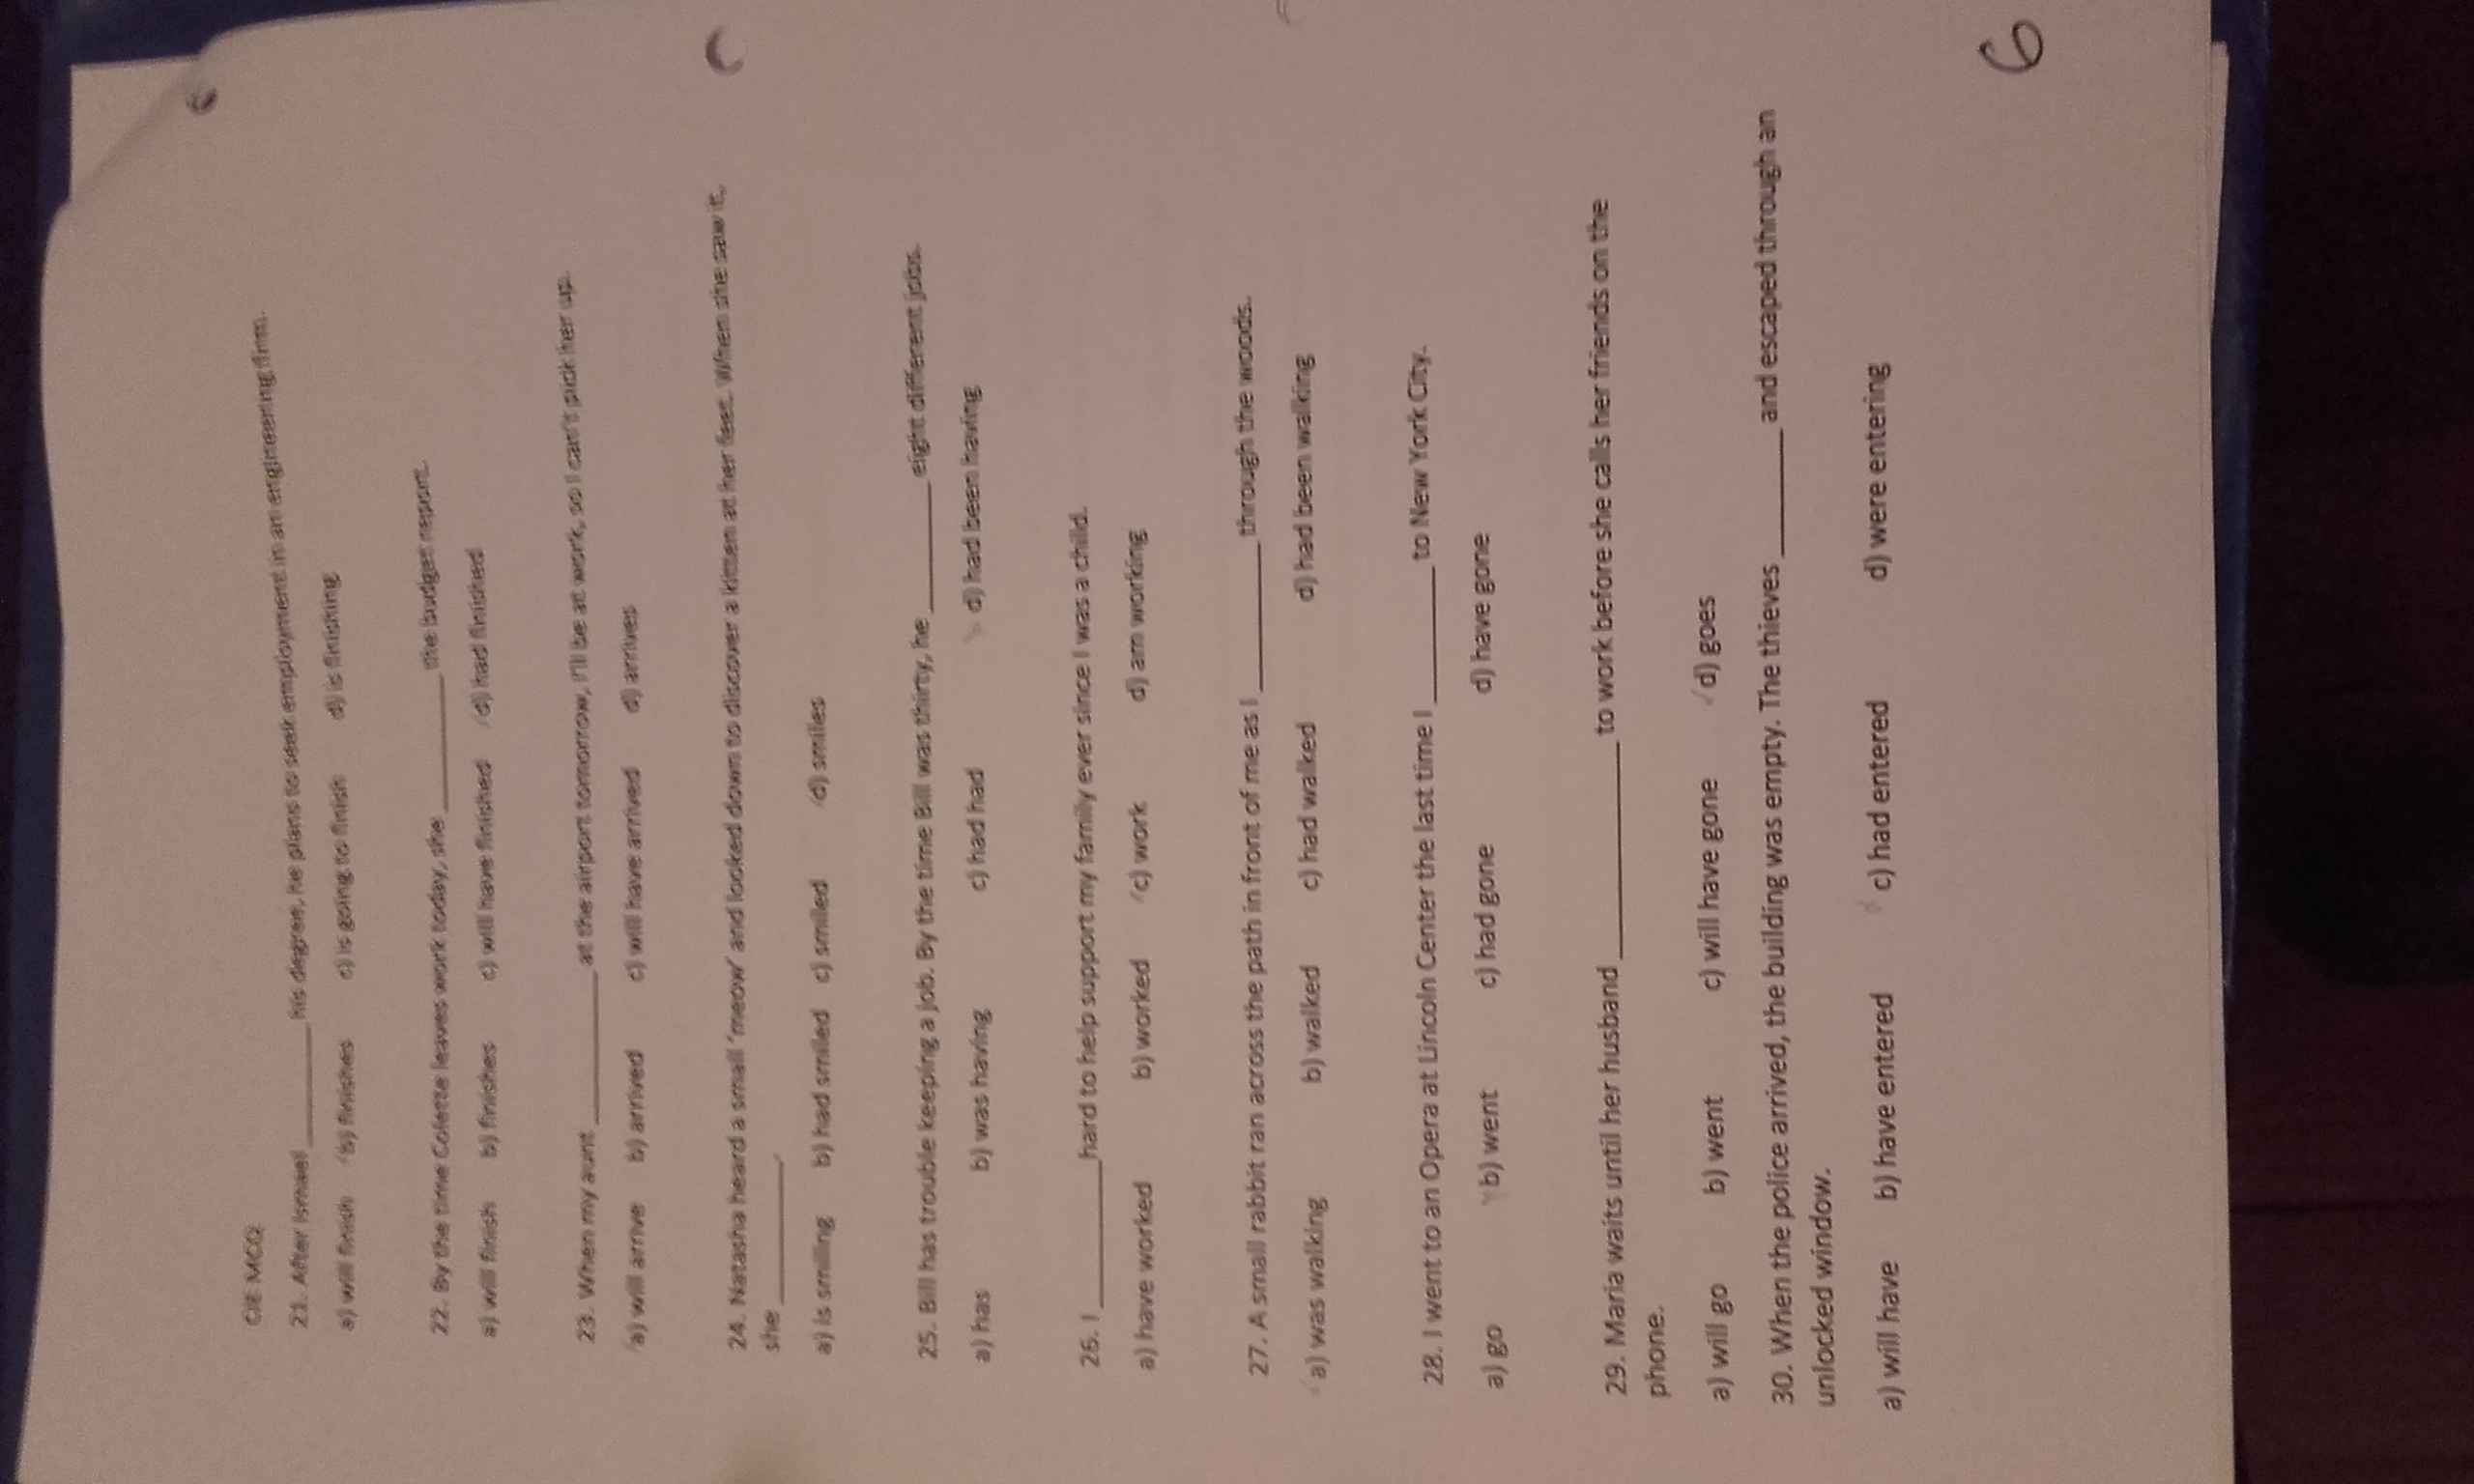 CIE MCQ
21. After Ismael ________ his degree, he plans to seek employment in an engineering firm.
a) will finish b) finishes c) is going to finish d) is finishing
22. By the time Colette leaves work today, she ________ the budget report.
a) will finish b) finishes c) will have finished d) had finished
23. When my aunt ________ at the airport tomorrow, I'll be at work, so I can't pick her up.
a) will arrive b) arrived c) will have arrived d) arrives
24. Natasha heard a small 'meow' and looked down to discover a kitten at her feet. When she saw it,
she ________.
a) is smiling b) had smiled c) smiled d) smiles
25. Bill has trouble keeping a job. By the time Bill was thirty, he ________ eight different jobs.
a) has b) was having c) had had d) had been having
26. I ________ hard to help support my family ever since I was a child.
a) have worked b) worked c) work d) am working
27. A small rabbit ran across the path in front of me as I ________ through the woods.
a) was walking b) walked c) had walked d) had been walking
28. I went to an Opera at Lincoln Center the last time I ________ to New York City.
a) go b) went c) had gone d) have gone
29. Maria waits until her husband ________ to work before she calls her friends on the
phone.
a) will go b) went c) will have gone d) goes
30. When the police arrived, the building was empty. The thieves ________ and escaped through an
unlocked window.
a) will have b) have entered c) had entered d) were entering
6